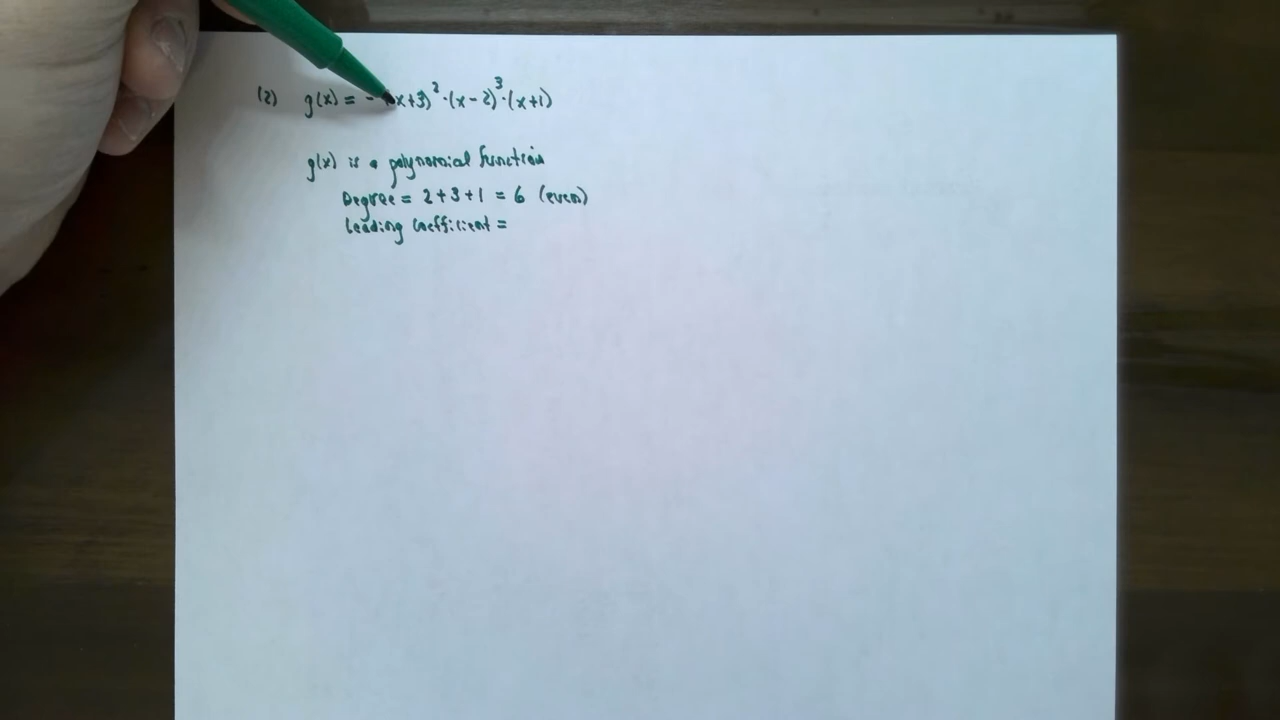 (2) g(x) = - x+3)²·(x-2)³·(x+1)
g(x) is a polynomial function
Degree = 2+3+1 = 6 (even)
Leading Coefficient =